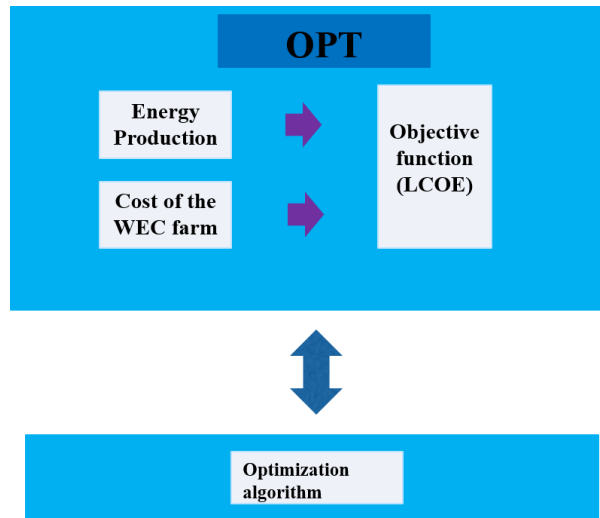 OPT
Energy
Production
Cost of the
WEC farm
Objective
function
(LCOE)
Optimization
algorithm